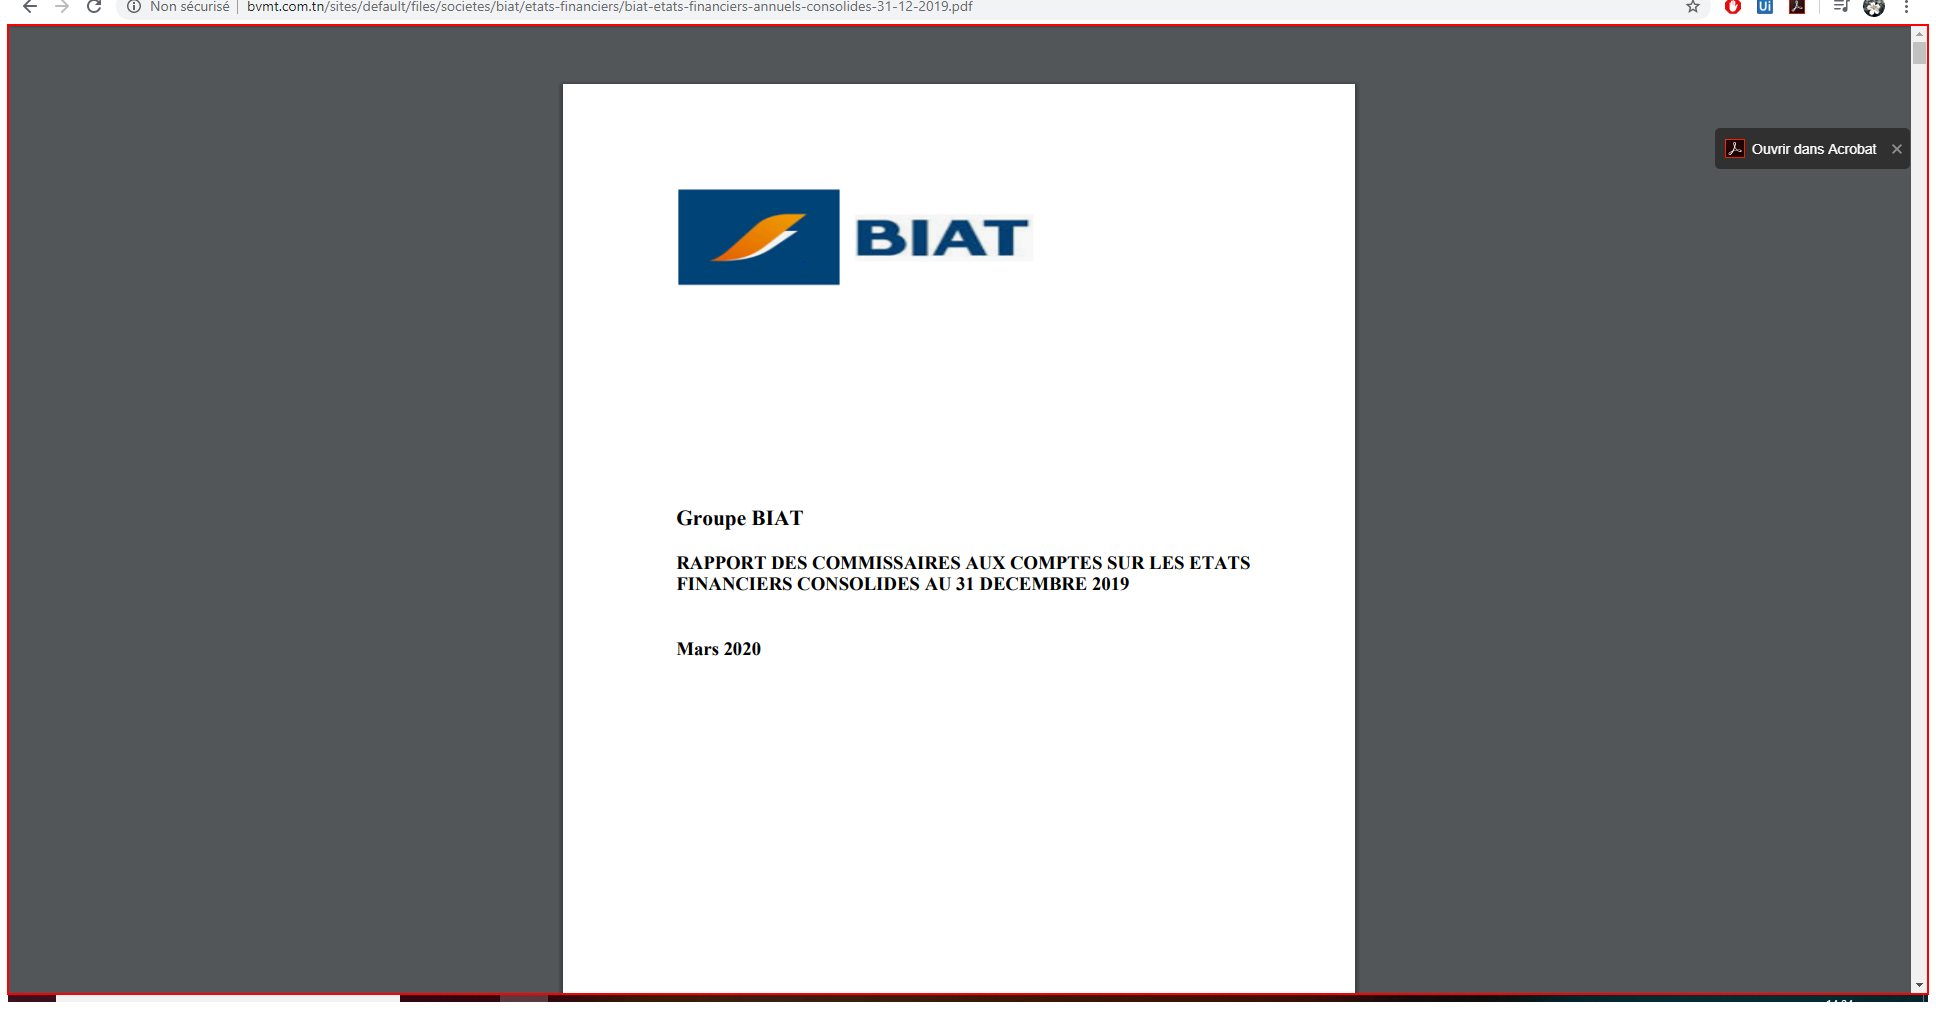 Non sécurisé | bvmt.com.tn/sites/default/files/societes/biat/etats-financiers/biat-etats-financiers-annuels-consolides-31-12-2019.pdf
Ui
Ouvrir dans Acrobat
BIAT
Groupe BIAT
RAPPORT DES COMMISSAIRES AUX COMPTES SUR LES ETATS
FINANCIERS CONSOLIDES AU 31 DECEMBRE 2019
Mars 2020